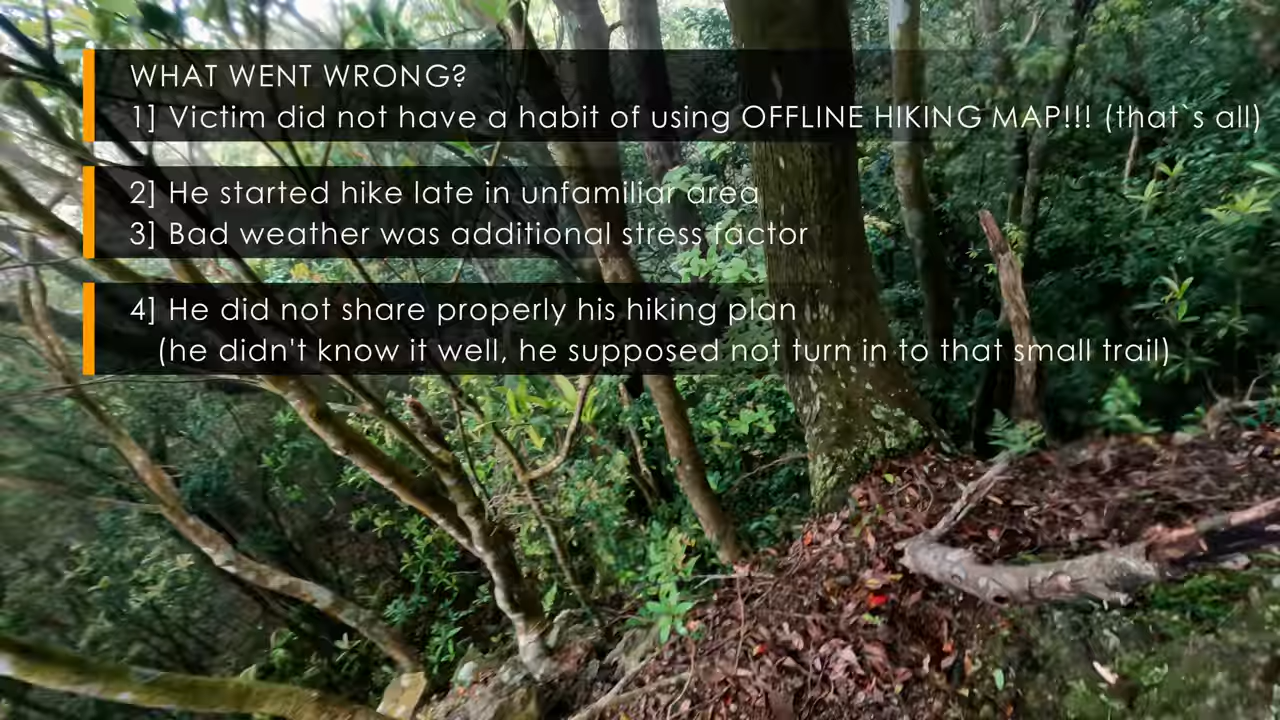 WHAT WENT WRONG?
1] Victim did not have a habit of using OFFLINE HIKING MAP!!! (that`s all)
2] He started hike late in unfamiliar area
3] Bad weather was additional stress factor
4] He did not share properly his hiking plan
(he didn't know it well, he supposed not turn in to that small trail)